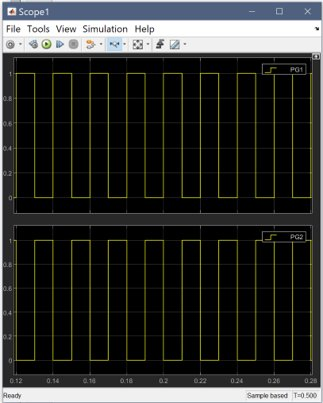 Scope1
File Tools View Simulation Help
PG1
1
0.8
0.6
0.4
0.2
0
PG2
1
0.8
0.6
0.4
0.2
0
0.12 0.14 0.16 0.18 0.2 0.22 0.24 0.26 0.28
Ready Sample based T=0.500